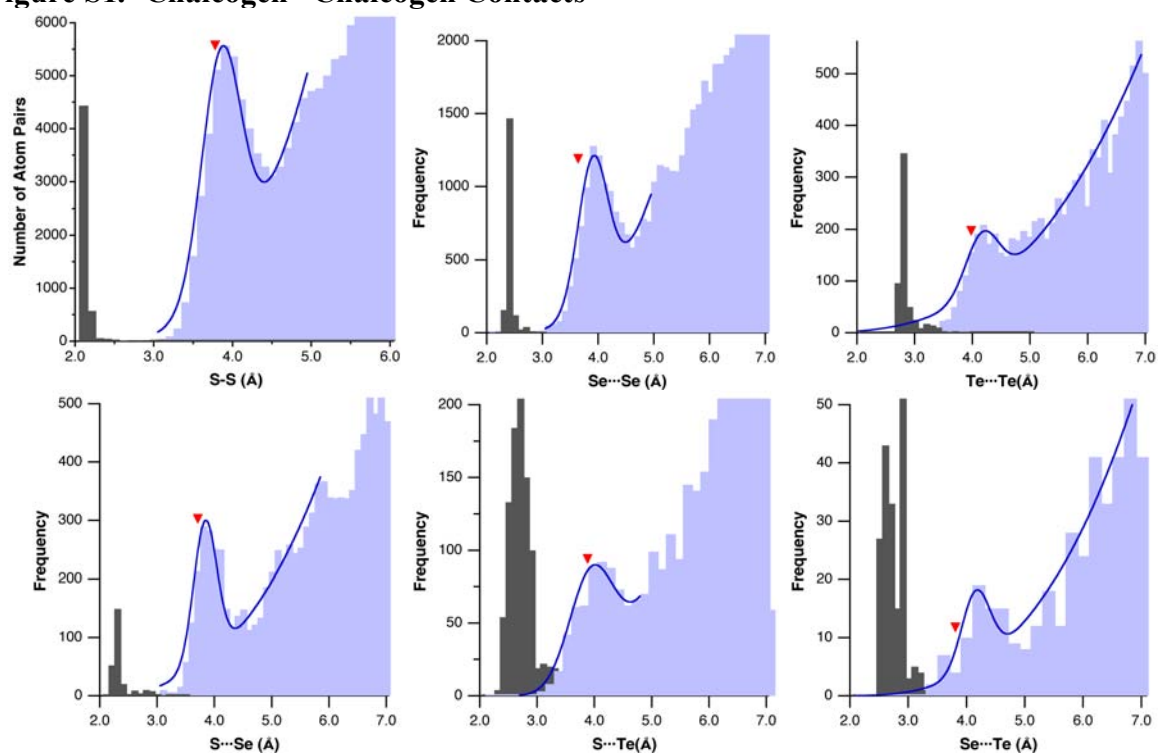 Figure S1. Chalcogen - Chalcogen Contacts
6000
5000
4000
3000
2000
1000
0
Number of Atom Pairs
2.0 3.0 4.0 5.0 6.0
S-S (Å)
2000
1500
1000
500
0
Frequency
2.0 3.0 4.0 5.0 6.0 7.0
Se···Se (Å)
500
400
300
200
100
0
Frequency
2.0 3.0 4.0 5.0 6.0 7.0
Te···Te(Å)
500
400
300
200
100
0
Frequency
2.0 3.0 4.0 5.0 6.0 7.0
S···Se (Å)
200
150
100
50
0
Frequency
2.0 3.0 4.0 5.0 6.0 7.0
S···Te(Å)
50
40
30
20
10
0
Frequency
2.0 3.0 4.0 5.0 6.0 7.0
Se···Te (Å)